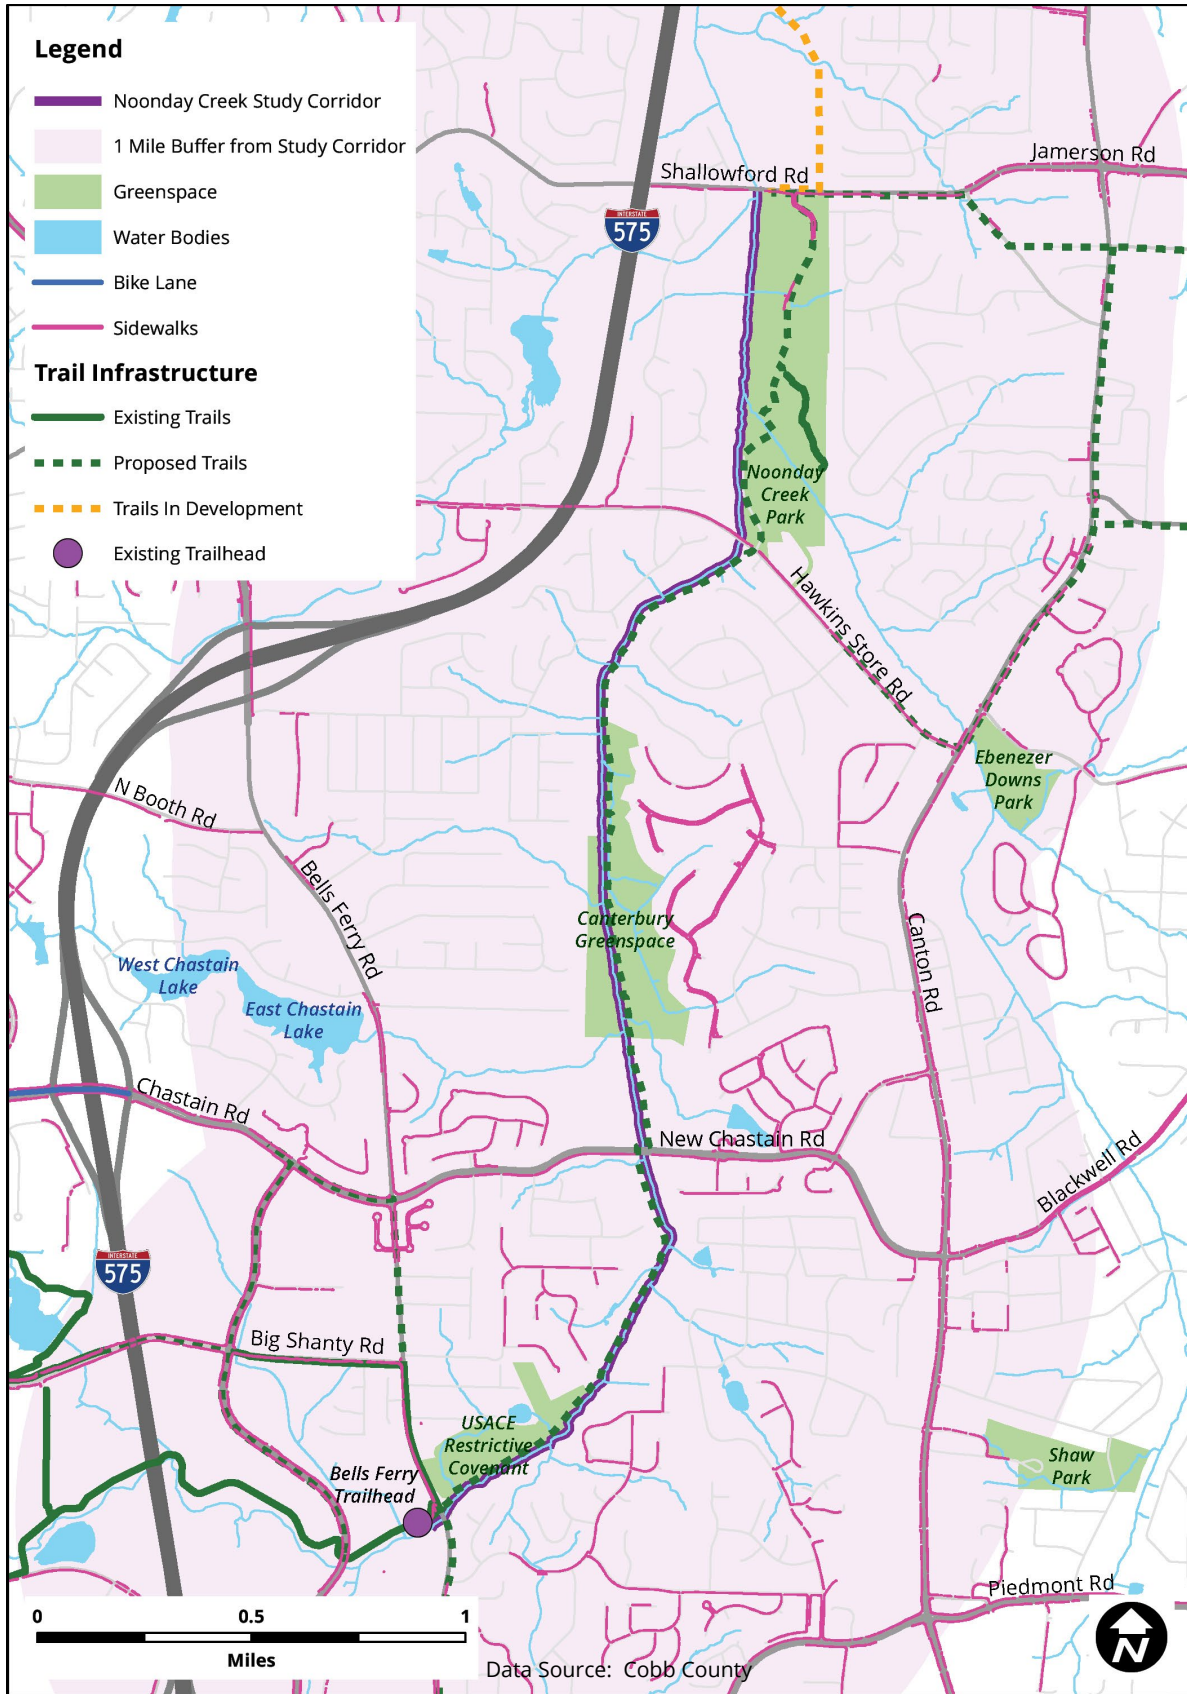 Legend
Noonday Creek Study Corridor
1 Mile Buffer from Study Corridor
Greenspace
Water Bodies
Bike Lane
Sidewalks
Trail Infrastructure
Existing Trails
Proposed Trails
Trails In Development
Existing Trailhead
Shallowford Rd
Jamerson Rd
INTERSTATE
575
Noonday
Creek
Park
Hawkins Store Rd
Ebenezer
Downs
Park
N Booth Rd
Bells Ferry Rd
Canterbury
Greenspace
Canton Rd
West Chastain
Lake
East Chastain
Lake
Chastain Rd
New Chastain Rd
Blackwell Rd
INTERSTATE
575
Big Shanty Rd
USACE
Restrictive
Covenant
Bells Ferry
Trailhead
Shaw
Park
Piedmont Rd
0 0.5 1
Miles
Data Source: Cobb County
N